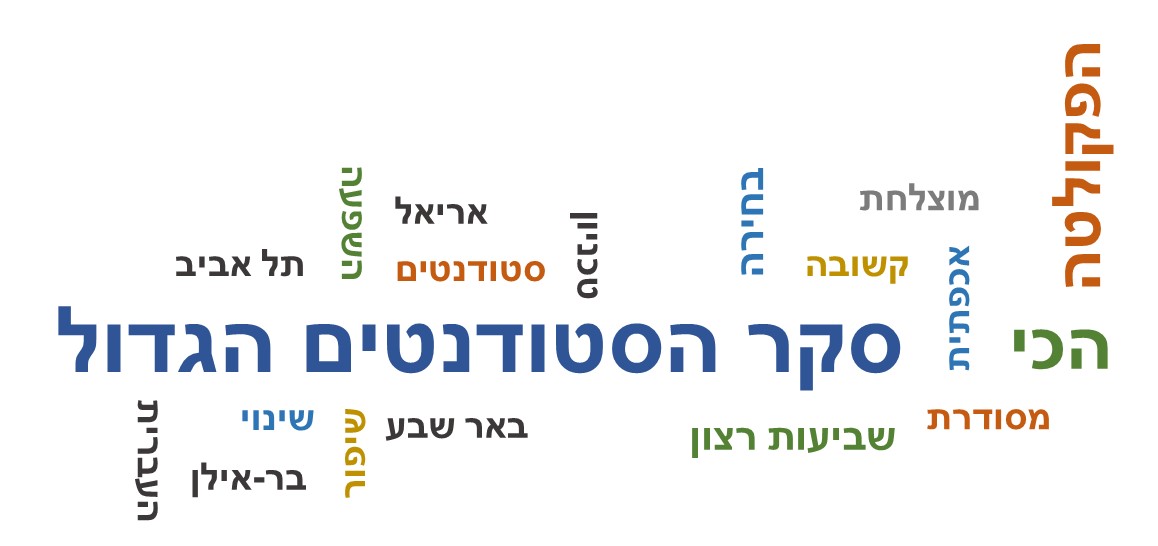 הפקולטה
הכי
מוצלחת
קשובה
אכפתית
מסודרת
בחירה
סקר הסטודנטים הגדול
שביעות רצון
טכניון
אריאל
סטודנטים
השפעה
תל אביב
באר שבע
שיפור
שינוי
בר-אילן
העברית